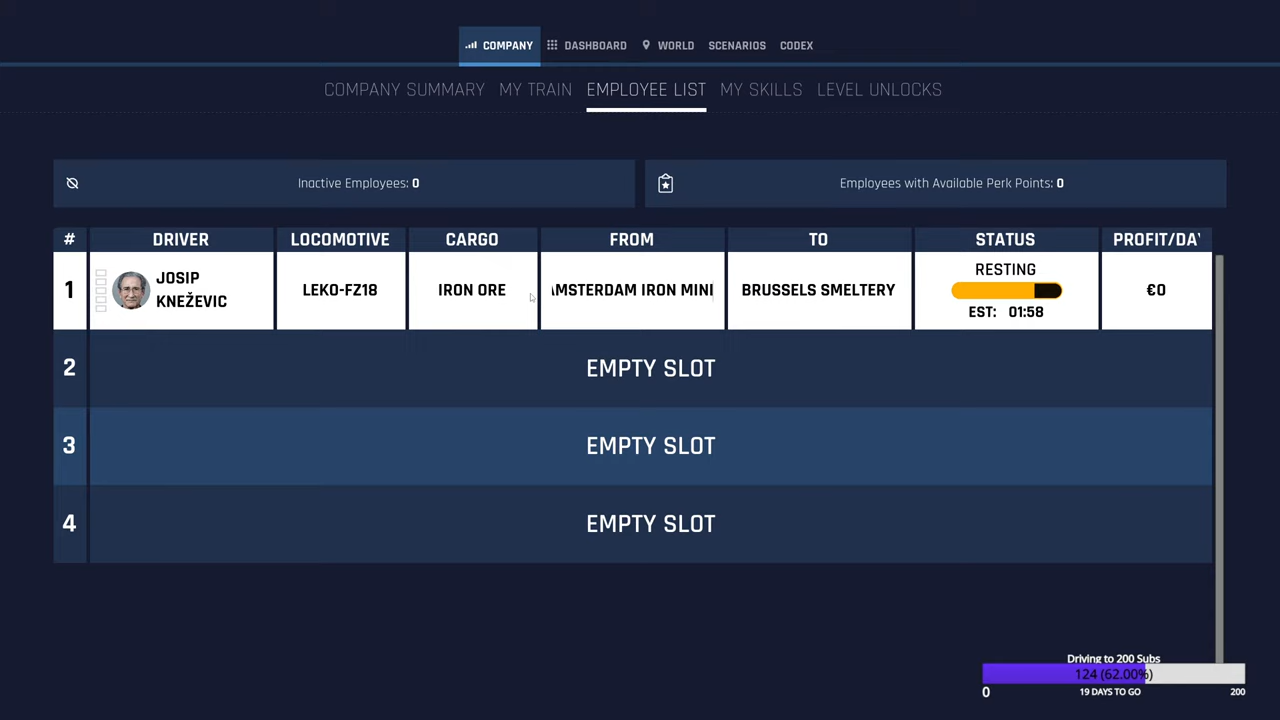 COMPANY DASHBOARD WORLD SCENARIOS CODEX
COMPANY SUMMARY MY TRAIN EMPLOYEE LIST MY SKILLS LEVEL UNLOCKS
Inactive Employees: 0 Employees with Available Perk Points: 0
# DRIVER LOCOMOTIVE CARGO FROM TO STATUS PROFIT/DAY
1 JOSIP KNEŽEVIC LEKO-FZ18 IRON ORE AMSTERDAM IRON MINE BRUSSELS SMELTERY RESTING EST: 01:58 €0
2 EMPTY SLOT
3 EMPTY SLOT
4 EMPTY SLOT
Driving to 200 Subs
124 (62.00%)
0 19 DAYS TO GO 200